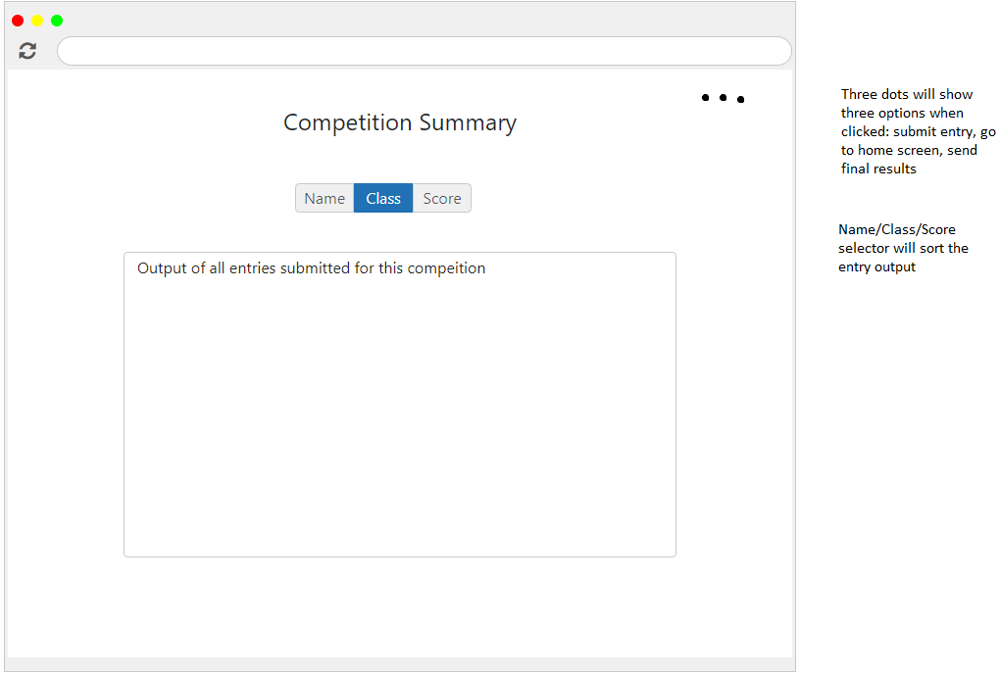 Competition Summary
Name Class Score
Output of all entries submitted for this compeition
Three dots will show
three options when
clicked: submit entry, go
to home screen, send
final results
Name/Class/Score
selector will sort the
entry output